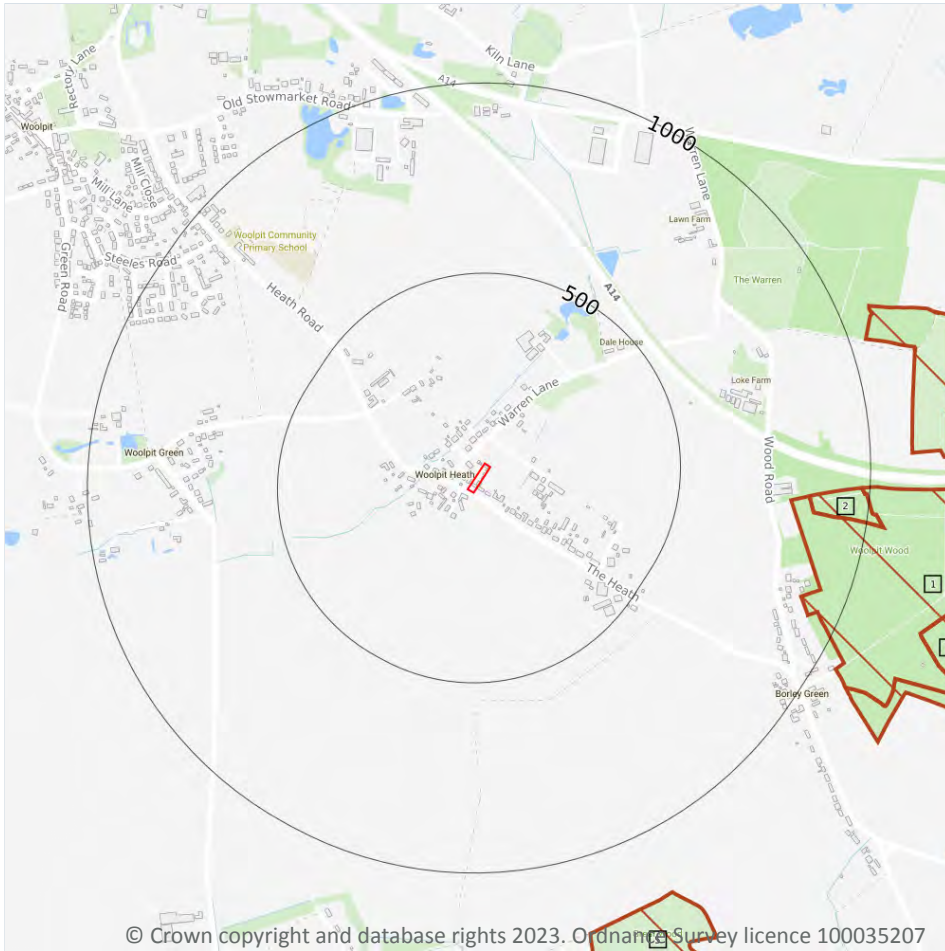 Kiln Lane
Rectory Lane
A14
Old Stowmarket Road
1000
Woolpit
Warren Lane
Mill Close
Mill Lane
Lawn Farm
Woolpit Community
Primary School
Green Road
Steeles Road
The Warren
A14
500
Heath Road
Dale House
Loke Farm
Warren Lane
Woolpit Green
Wood Road
Woolpit Heath
2
Woolpit Wood
The Heath
1
Borley Green
© Crown copyright and database rights 2023. Ordnance Survey licence 100035207